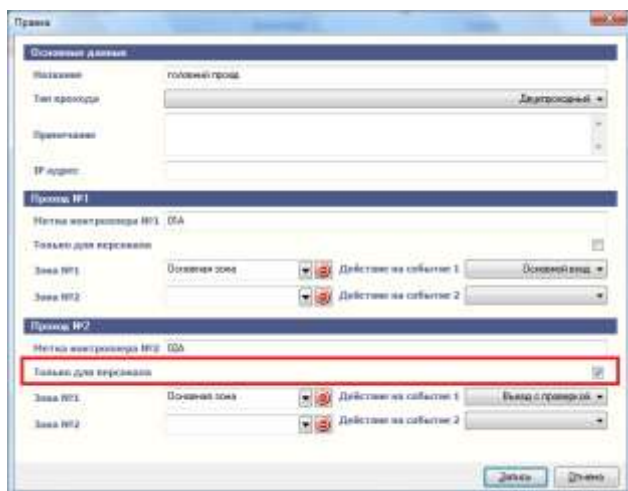 Правка
Основные данные
Название головный проход
Тип прохода Двупроходный
Примечание
IP адрес
Проход №1
Метка контроллера №1 01A
Только для персонала
Зона №1 Основная зона Действие на событие 1 Основной вход
Зона №2 Действие на событие 2
Проход №2
Метка контроллера №2 02A
Только для персонала
Зона №1 Основная зона Действие на событие 1 Выход с проверкой
Зона №2 Действие на событие 2
Запись Отмена